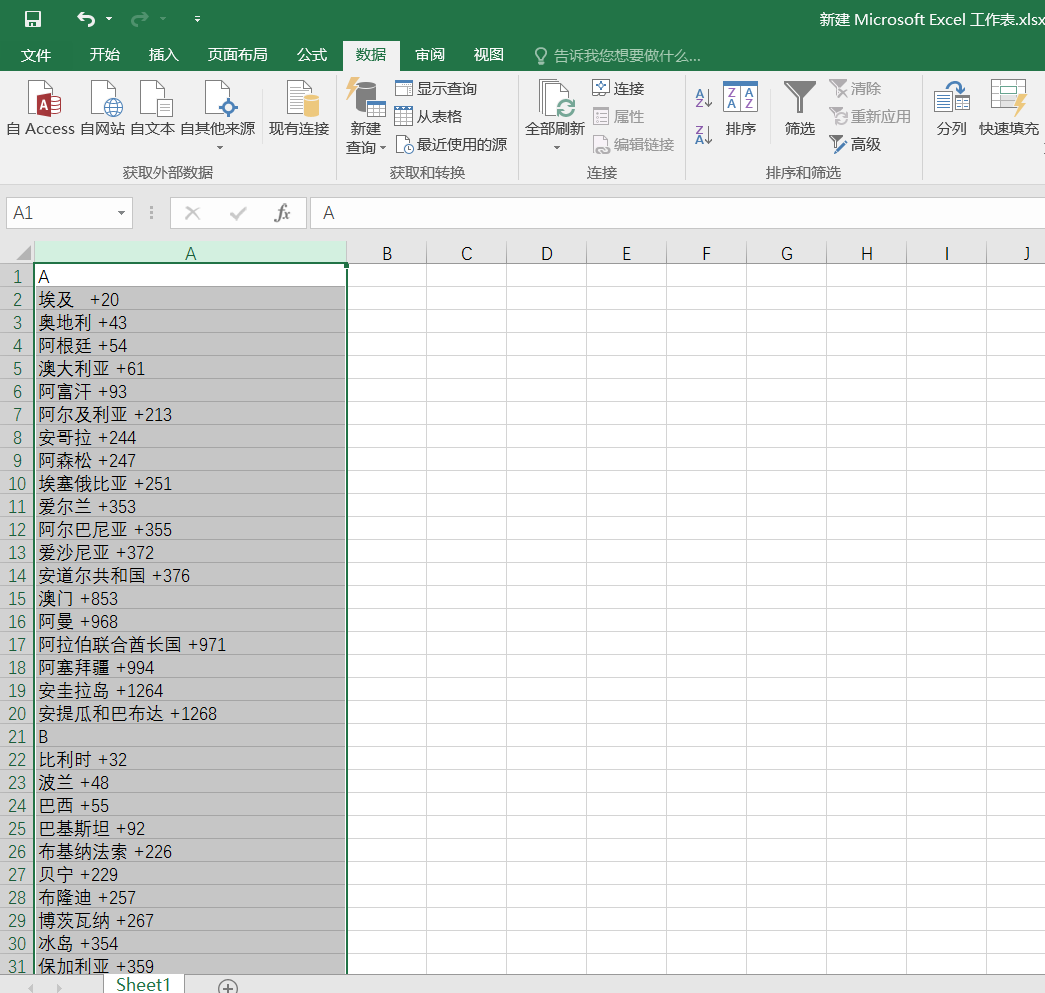 新建 Microsoft Excel 工作表.xlsx
文件 开始 插入 页面布局 公式 数据 审阅 视图 告诉我您想要做什么...
自 Access 自网站 自文本 自其他来源 现有连接 新建查询 显示查询 从表格 最近使用的源 全部刷新 连接 属性 编辑链接 排序 筛选 清除 重新应用 高级 分列 快速填充
获取外部数据 获取和转换 连接 排序和筛选
A1 fx A
A B C D E F G H I J
1 A
2 埃及 +20
3 奥地利 +43
4 阿根廷 +54
5 澳大利亚 +61
6 阿富汗 +93
7 阿尔及利亚 +213
8 安哥拉 +244
9 阿森松 +247
10 埃塞俄比亚 +251
11 爱尔兰 +353
12 阿尔巴尼亚 +355
13 爱沙尼亚 +372
14 安道尔共和国 +376
15 澳门 +853
16 阿曼 +968
17 阿拉伯联合酋长国 +971
18 阿塞拜疆 +994
19 安圭拉岛 +1264
20 安提瓜和巴布达 +1268
21 B
22 比利时 +32
23 波兰 +48
24 巴西 +55
25 巴基斯坦 +92
26 布基纳法索 +226
27 贝宁 +229
28 布隆迪 +257
29 博茨瓦纳 +267
30 冰岛 +354
31 保加利亚 +359
Sheet1